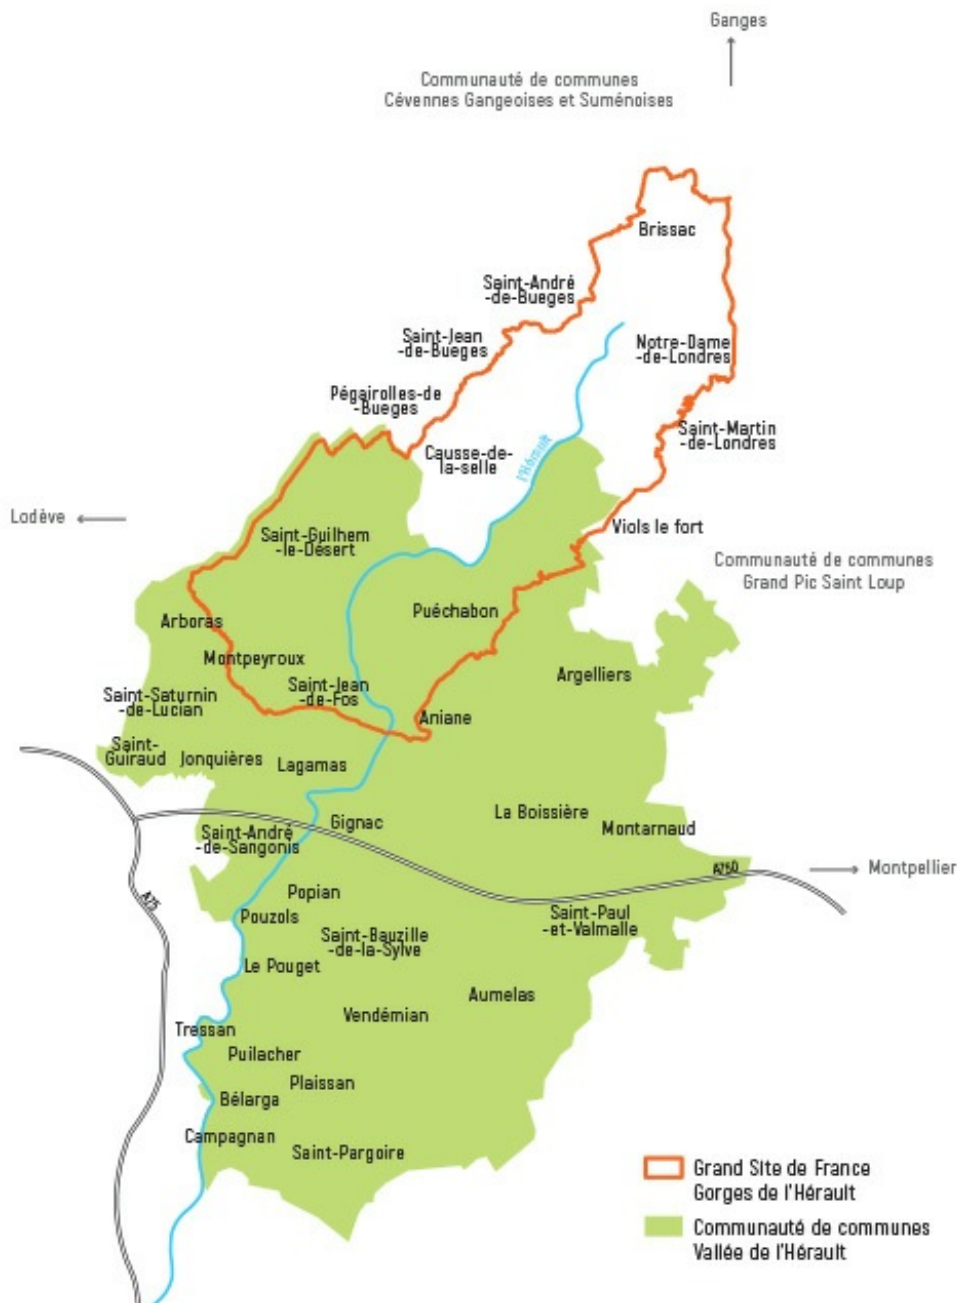 Ganges
Communauté de communes
Cévennes Gangeoises et Suménoises
Brissac
Saint-André
-de-Bueges
Saint-Jean
-de-Bueges
Notre-Dame
-de-Londres
Pégairolles-de
-Bueges
Saint-Martin
-de-Londres
Causse-de-
la-selle
l'Hérault
Lodève
Saint-Guilhem
-le-Désert
Viols le fort
Communauté de communes
Grand Pic Saint Loup
Puéchabon
Arboras
Montpeyroux
Argelliers
Saint-Jean
-de-Fos
Saint-Saturnin
-de-Lucian
Aniane
Saint-
Guiraud
Jonquières
Lagamas
La Boissière
Gignac
Montarnaud
Saint-André
-de-Sangonis
A750
Montpellier
A75
Popian
Pouzols
Saint-Paul
-et-Valmalle
Saint-Bauzille
-de-la-Sylve
Le Pouget
Aumelas
Vendémian
Tressan
Puilacher
Plaissan
Bélarga
Campagnan
Saint-Pargoire
Grand Site de France
Gorges de l'Hérault
Communauté de communes
Vallée de l'Hérault